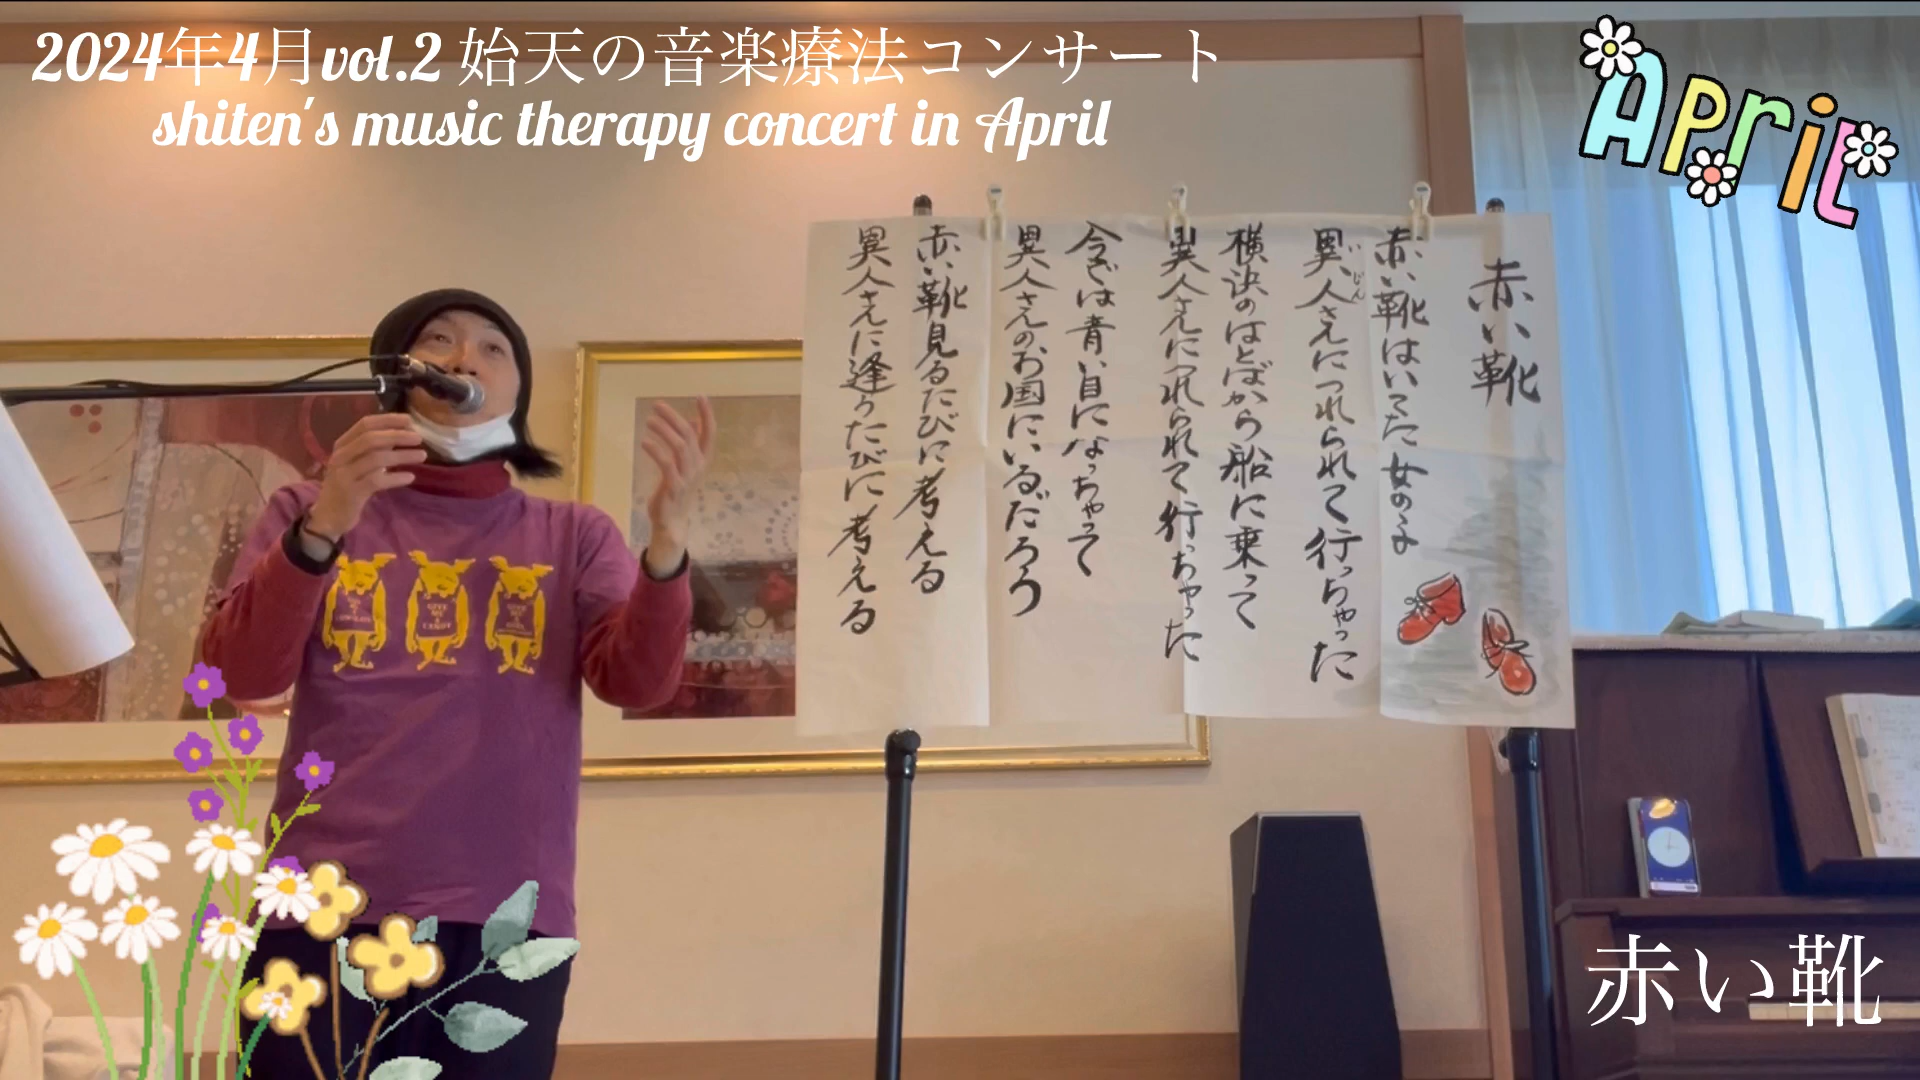 2024年4月vol.2 始天の音楽療法コンサート
shiten's music therapy concert in April
APRIL
赤い靴
赤い靴はいてた女の子
異人さんにつれられて行っちゃった
じん
横浜のはとばから船に乗って
異人さんにつれられて行っちゃった
今では青い目になっちゃって
異人さんのお国にいるだろう
赤い靴見るたびに考える
異人さんに逢うたびに考える
赤い靴